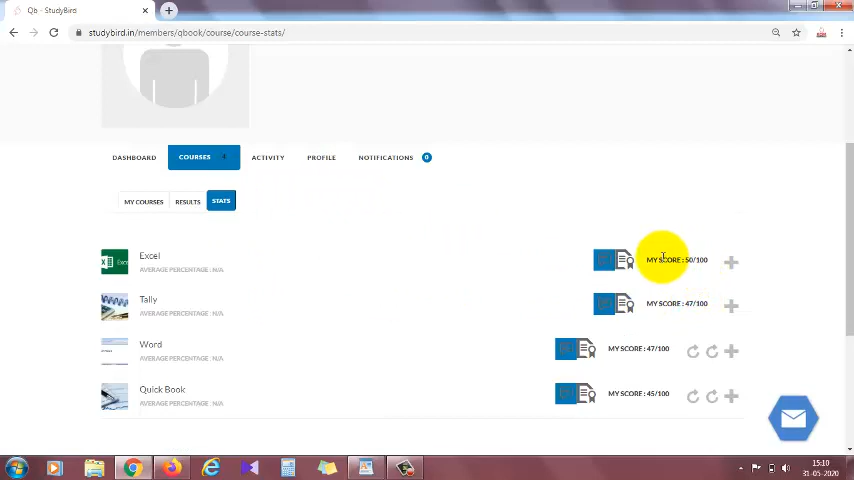 Qb - StudyBird
studybird.in/members/qbook/course/course-stats/
DASHBOARD COURSES 4 ACTIVITY PROFILE NOTIFICATIONS 0
MY COURSES RESULTS STATS
Excel
AVERAGE PERCENTAGE : N/A
MY SCORE : 50/100
Tally
AVERAGE PERCENTAGE : N/A
MY SCORE : 47/100
Word
AVERAGE PERCENTAGE : N/A
MY SCORE : 47/100
Quick Book
AVERAGE PERCENTAGE : N/A
MY SCORE : 45/100
15:10
31-05-2020